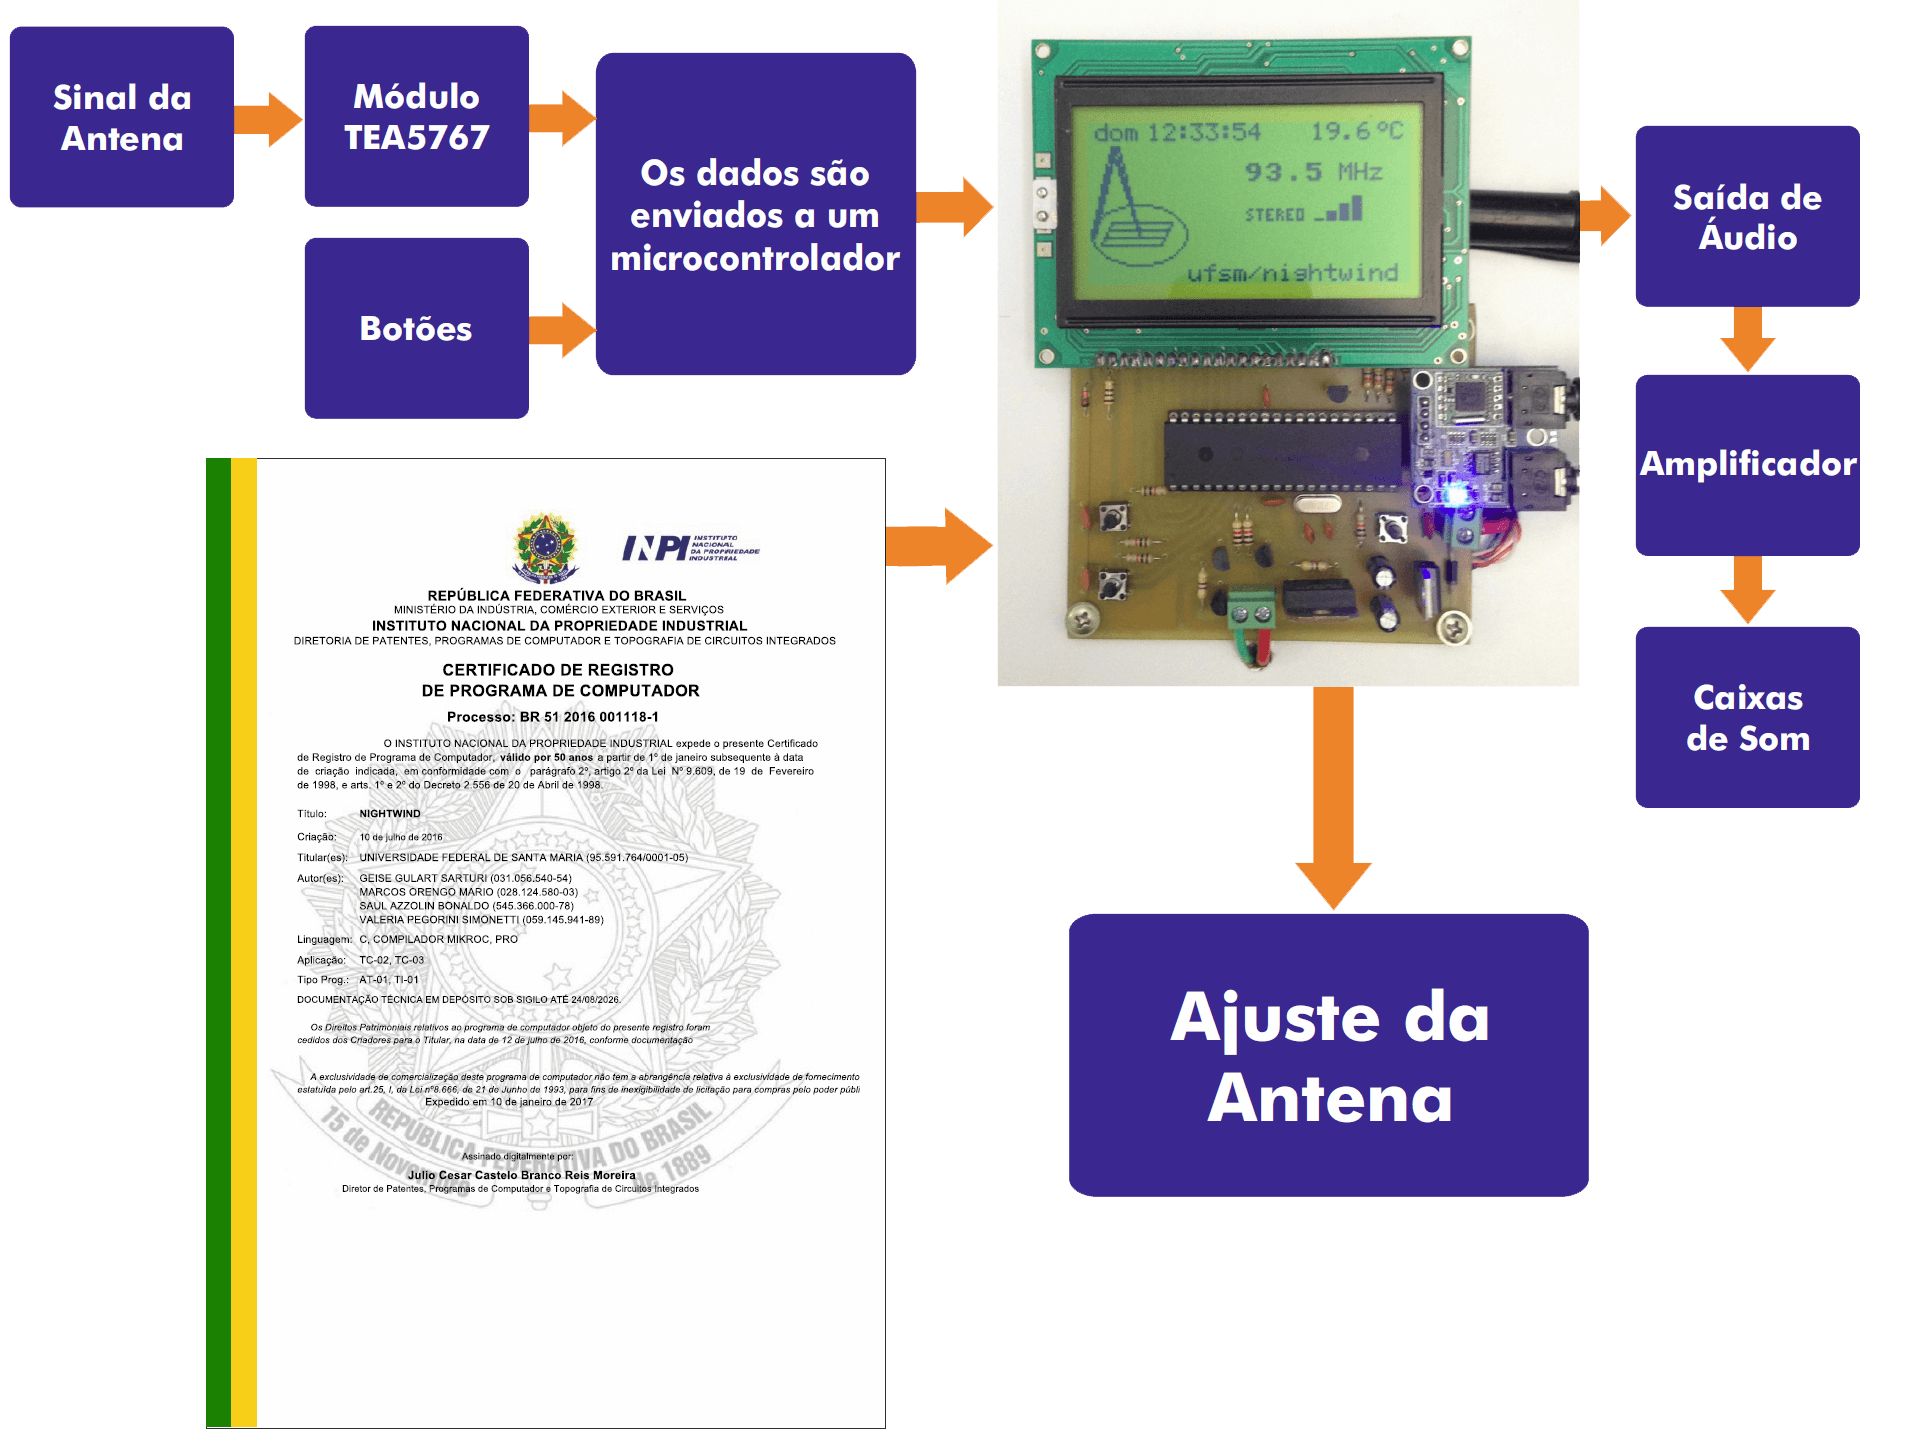 Sinal da
Antena
Módulo
TEA5767
Botões
Os dados são
enviados a um
microcontrolador
dom 12:33:54 19.6ºC
93.5 MHz
STEREO
ufsm/nightwind
Saída de
Áudio
Amplificador
Caixas
de Som
Ajuste da
Antena
INPI INSTITUTO
NACIONAL
DA PROPRIEDADE
INDUSTRIAL
REPÚBLICA FEDERATIVA DO BRASIL
MINISTÉRIO DA INDÚSTRIA, COMÉRCIO EXTERIOR E SERVIÇOS
INSTITUTO NACIONAL DA PROPRIEDADE INDUSTRIAL
DIRETORIA DE PATENTES, PROGRAMAS DE COMPUTADOR E TOPOGRAFIA DE CIRCUITOS INTEGRADOS
CERTIFICADO DE REGISTRO
DE PROGRAMA DE COMPUTADOR
Processo: BR 51 2016 001118-1
O INSTITUTO NACIONAL DA PROPRIEDADE INDUSTRIAL expede o presente Certificado
de Registro de Programa de Computador, válido por 50 anos a partir de 1º de janeiro subsequente à data
de criação indicada, em conformidade com o parágrafo 2º, artigo 2º da Lei Nº 9.609, de 19 de Fevereiro
de 1998, e arts. 1º e 2º do Decreto 2.556 de 20 de Abril de 1998.
Título: NIGHTWIND
Criação: 10 de julho de 2016
Titular(es): UNIVERSIDADE FEDERAL DE SANTA MARIA (95.591.764/0001-05)
Autor(es): GEISE GULART SARTURI (031.056.540-54)
MARCOS ORENGO MARIO (028.124.580-03)
SAUL AZZOLIN BONALDO (545.366.000-78)
VALERIA PEGORINI SIMONETTI (059.145.941-89)
Linguagem: C, COMPILADOR MIKROC, PRO
Aplicação: TC-02, TC-03
Tipo Prog.: AT-01, TI-01
DOCUMENTAÇÃO TÉCNICA EM DEPÓSITO SOB SIGILO ATÉ 24/08/2026.
Os Direitos Patrimoniais relativos ao programa de computador objeto do presente registro foram
cedidos dos Criadores para o Titular, na data de 12 de julho de 2016, conforme documentação
A exclusividade de comercialização deste programa de computador não tem a abrangência relativa à exclusividade de fornecimento
estatuída pelo art.25, I, da Lei nº8.666, de 21 de Junho de 1993, para fins de inexigibilidade de licitação para compras pelo poder públi
Expedido em 10 de janeiro de 2017
REPÚBLICA FEDERATIVA DO BRASIL
15 de Novembro de 1889
Assinado digitalmente por:
Julio Cesar Castelo Branco Reis Moreira
Diretor de Patentes, Programas de Computador e Topografia de Circuitos Integrados